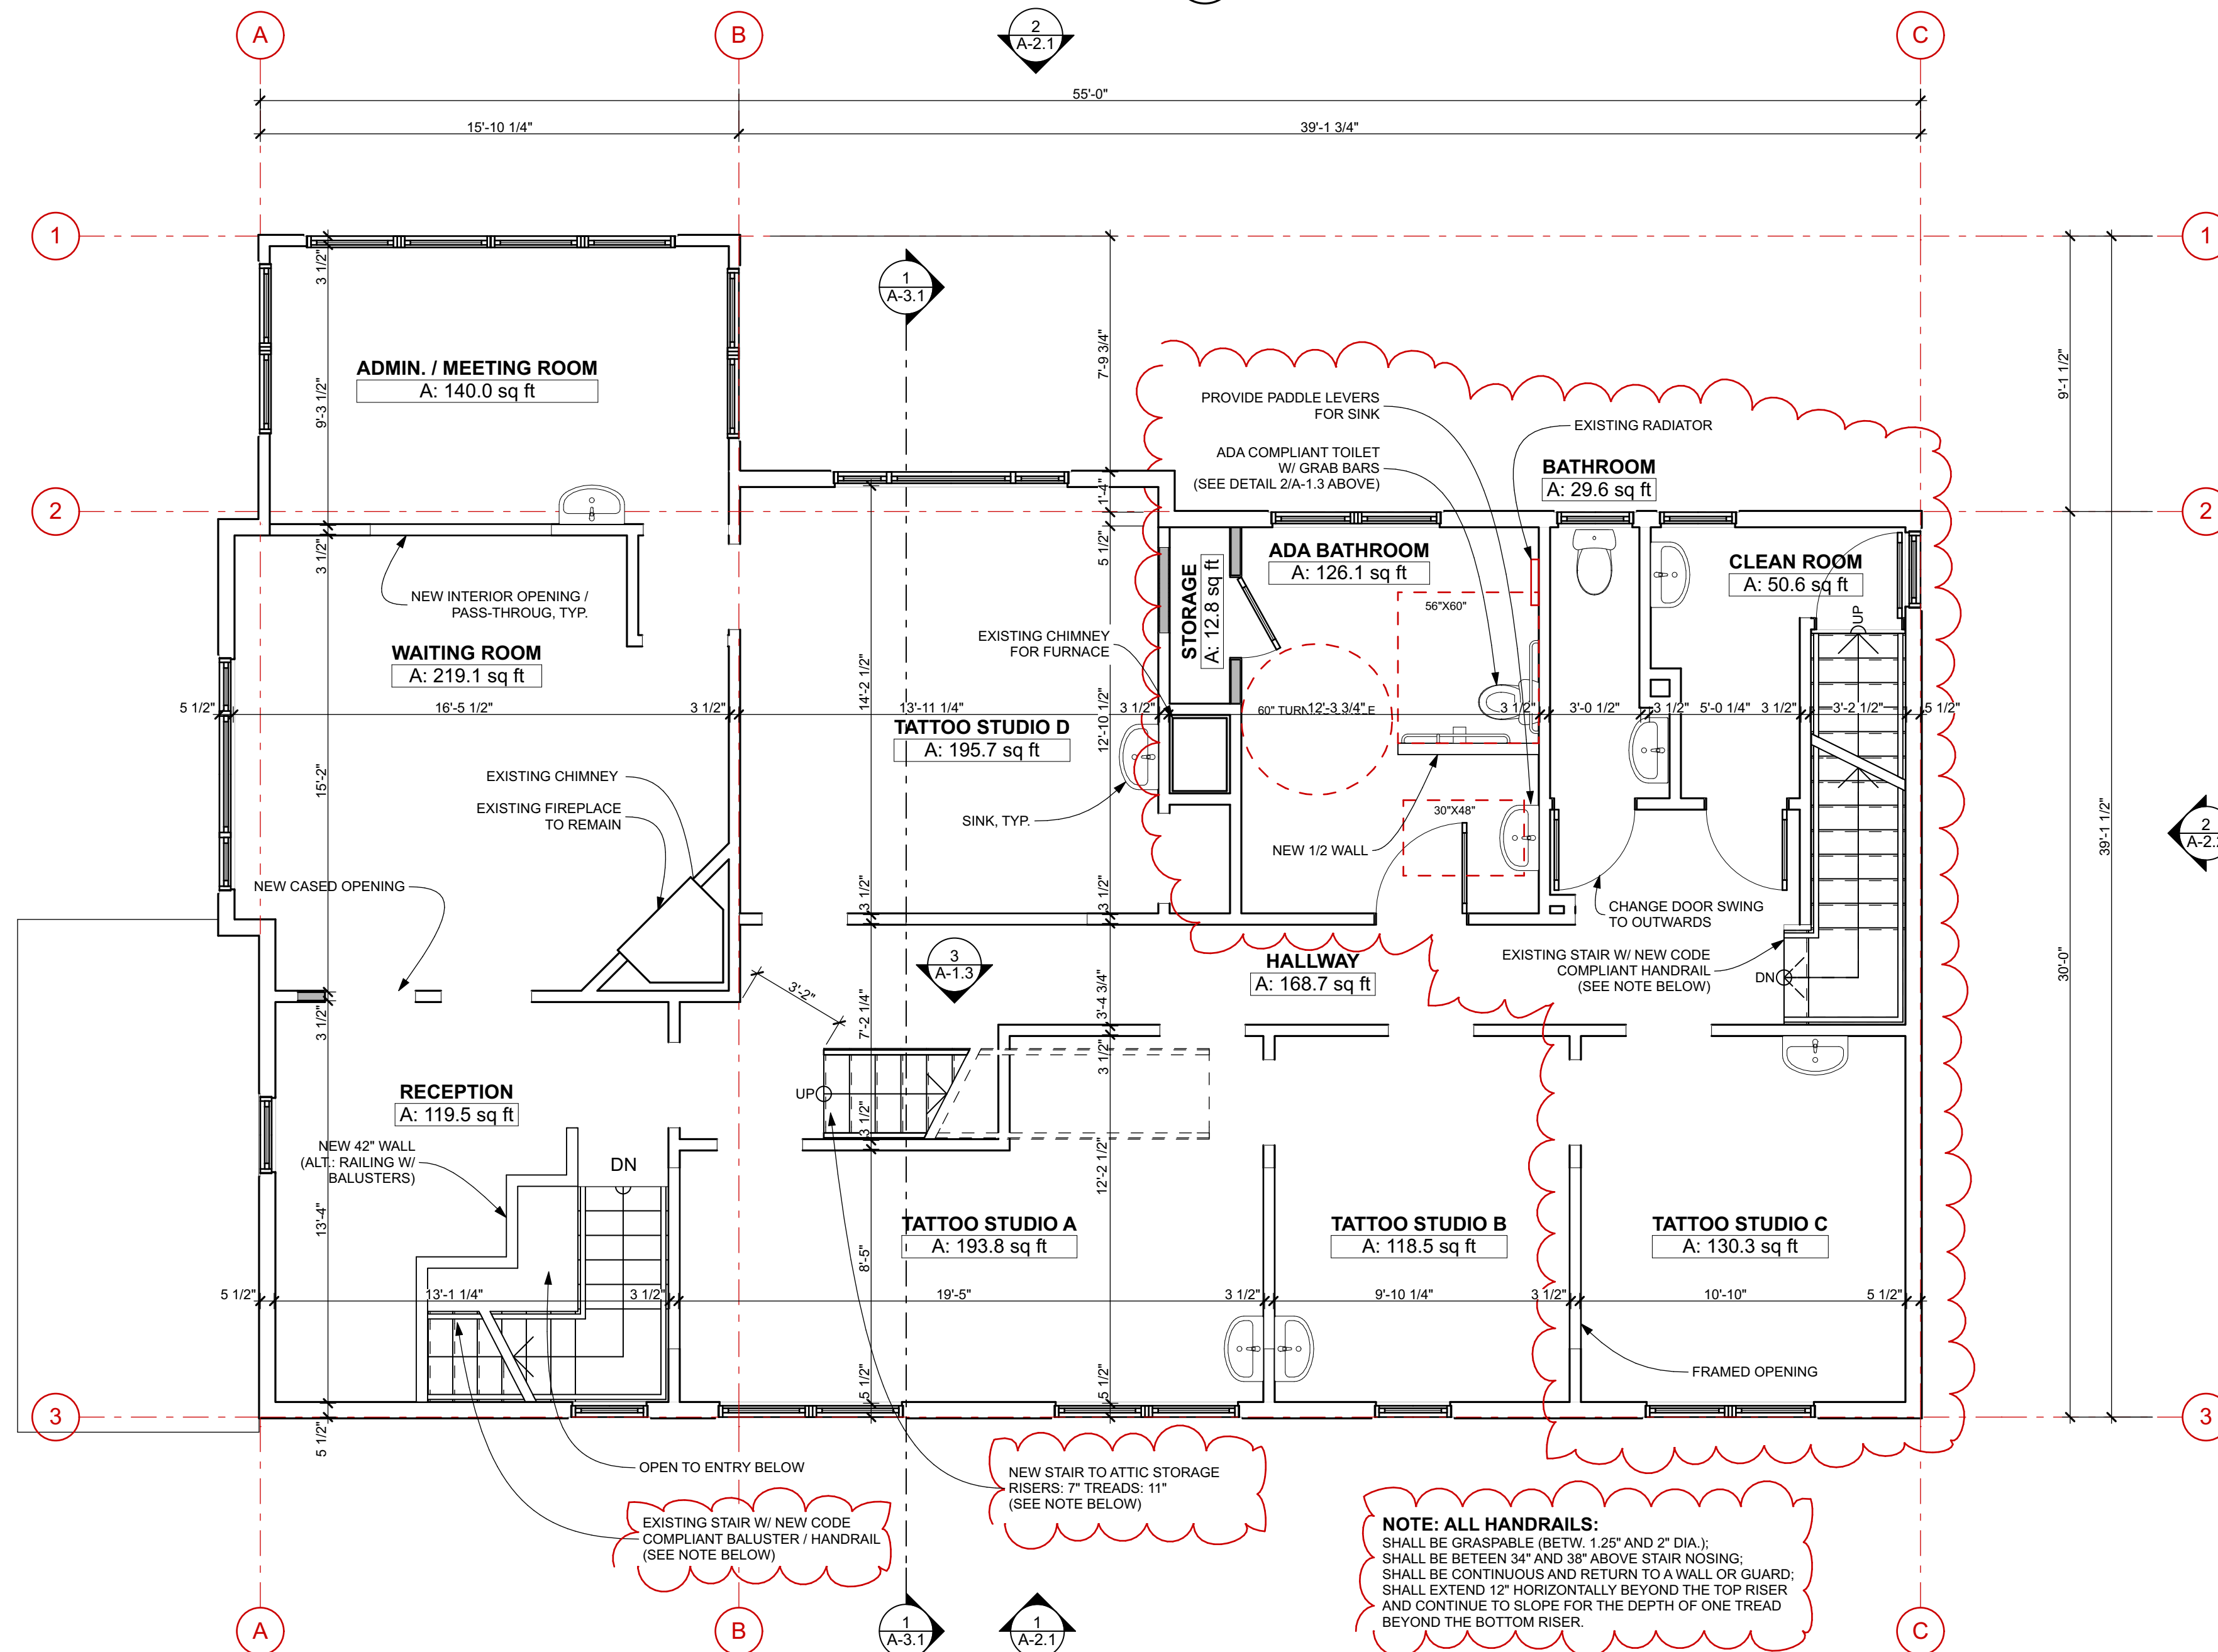 A
B
2
A-2.1
C
55'-0"
15'-10 1/4"
39'-1 3/4"
1
1
3 1/2"
1
A-3.1
ADMIN. / MEETING ROOM
A: 140.0 sq ft
9'-3 1/2"
7'-9 3/4"
9'-1 1/2"
PROVIDE PADDLE LEVERS
FOR SINK
EXISTING RADIATOR
ADA COMPLIANT TOILET
W/ GRAB BARS
(SEE DETAIL 2/A-1.3 ABOVE)
BATHROOM
A: 29.6 sq ft
2
1'-4"
2
3 1/2"
5 1/2"
STORAGE
A: 12.8 sq ft
ADA BATHROOM
A: 126.1 sq ft
CLEAN ROOM
A: 50.6 sq ft
NEW INTERIOR OPENING /
PASS-THROUG, TYP.
56"X60"
UP
WAITING ROOM
A: 219.1 sq ft
EXISTING CHIMNEY
FOR FURNACE
14'-2 1/2"
12'-10 1/2"
5 1/2"
16'-5 1/2"
3 1/2"
13'-11 1/4"
3 1/2"
60" TURN
12'-3 3/4"
3 1/2"
3'-0 1/2"
3 1/2"
5'-0 1/4"
3 1/2"
3'-2 1/2"
5 1/2"
TATTOO STUDIO D
A: 195.7 sq ft
15'-2"
EXISTING CHIMNEY
EXISTING FIREPLACE
TO REMAIN
SINK, TYP.
30"X48"
NEW 1/2 WALL
39'-1 1/2"
2
NEW CASED OPENING
3 1/2"
3 1/2"
CHANGE DOOR SWING
TO OUTWARDS
3
A-1.3
HALLWAY
A: 168.7 sq ft
EXISTING STAIR W/ NEW CODE
COMPLIANT HANDRAIL
(SEE NOTE BELOW)
DN
30'-0"
3'-2"
7'-2 1/4"
3'-4 3/4"
3 1/2"
3 1/2"
RECEPTION
A: 119.5 sq ft
UP
3 1/2"
NEW 42" WALL
(ALT.: RAILING W/
BALUSTERS)
DN
12'-2 1/2"
13'-4"
8'-5"
TATTOO STUDIO A
A: 193.8 sq ft
TATTOO STUDIO B
A: 118.5 sq ft
TATTOO STUDIO C
A: 130.3 sq ft
5 1/2"
13'-1 1/4"
3 1/2"
19'-5"
3 1/2"
9'-10 1/4"
3 1/2"
10'-10"
5 1/2"
FRAMED OPENING
5 1/2"
5 1/2"
3
3
5 1/2"
OPEN TO ENTRY BELOW
NEW STAIR TO ATTIC STORAGE
RISERS: 7" TREADS: 11"
(SEE NOTE BELOW)
EXISTING STAIR W/ NEW CODE
COMPLIANT BALUSTER / HANDRAIL
(SEE NOTE BELOW)
NOTE: ALL HANDRAILS:
SHALL BE GRASPABLE (BETW. 1.25" AND 2" DIA.);
SHALL BE BETEEN 34" AND 38" ABOVE STAIR NOSING;
SHALL BE CONTINUOUS AND RETURN TO A WALL OR GUARD;
SHALL EXTEND 12" HORIZONTALLY BEYOND THE TOP RISER
AND CONTINUE TO SLOPE FOR THE DEPTH OF ONE TREAD
BEYOND THE BOTTOM RISER.
A
B
1
A-3.1
1
A-2.1
C